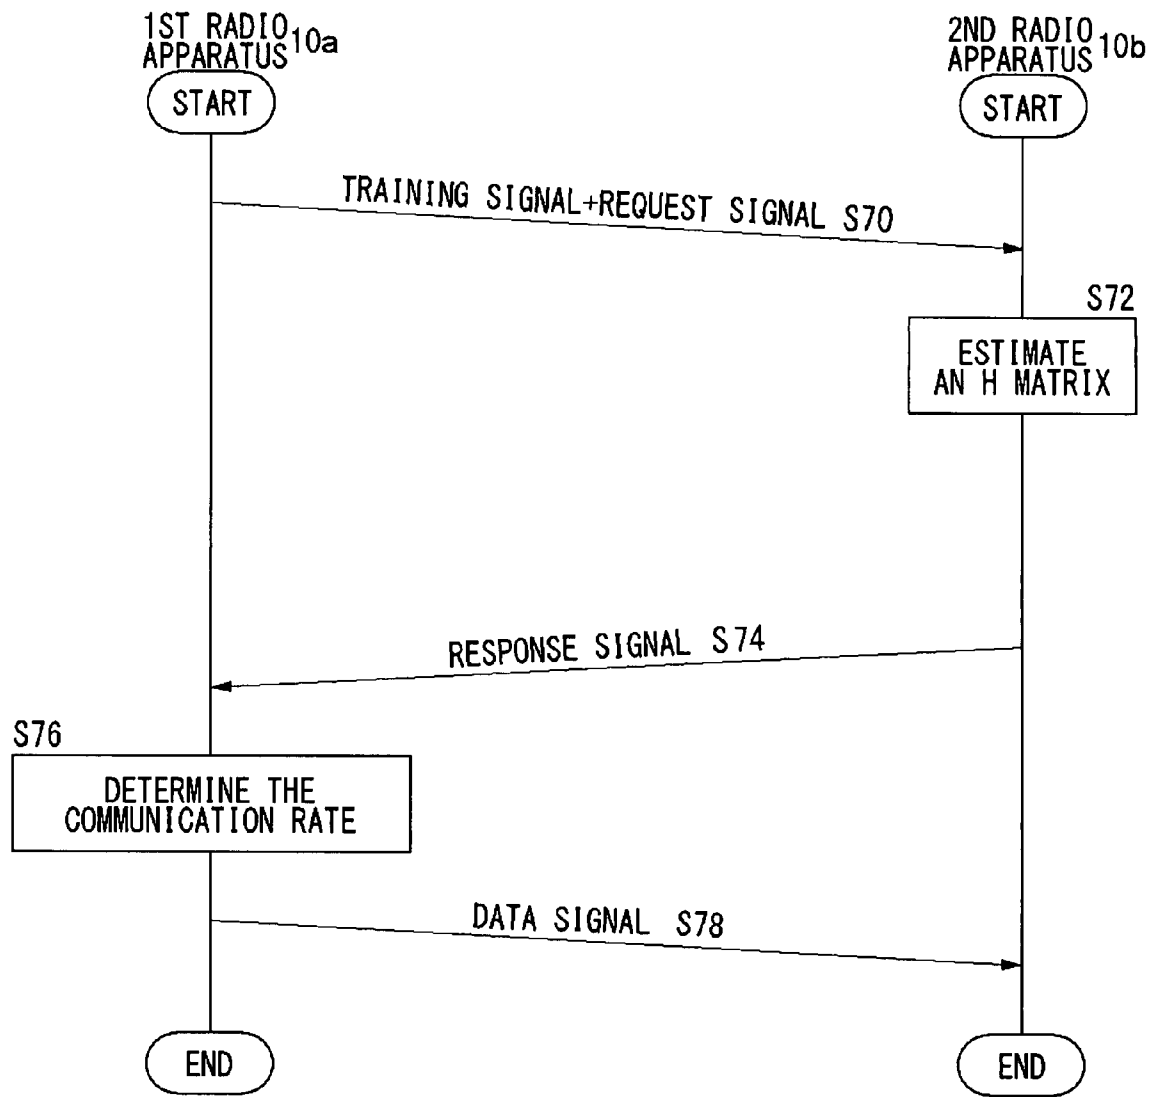 1ST RADIO
APPARATUS 10a
2ND RADIO
APPARATUS 10b
START
START
TRAINING SIGNAL+REQUEST SIGNAL S70
S72
ESTIMATE
AN H MATRIX
RESPONSE SIGNAL S74
S76
DETERMINE THE
COMMUNICATION RATE
DATA SIGNAL S78
END
END